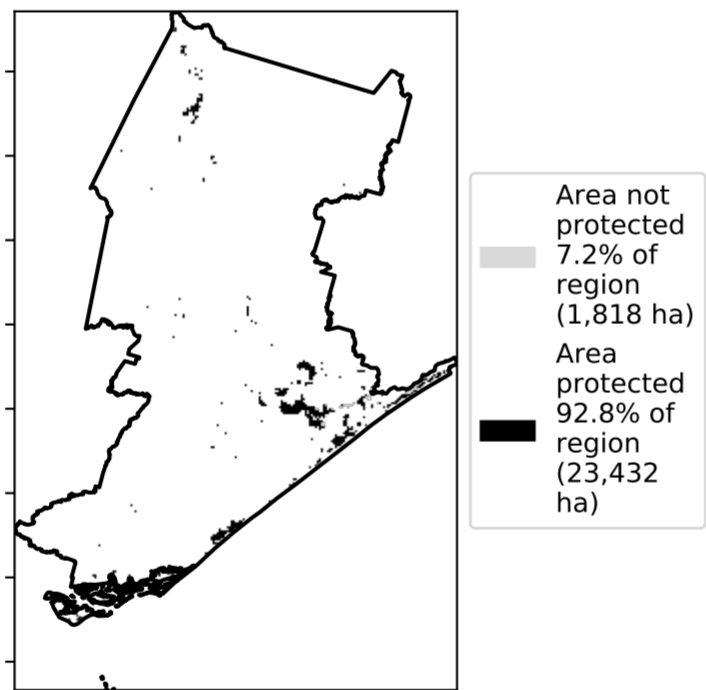 Area not
protected
7.2% of
region
(1,818 ha)
Area
protected
92.8% of
region
(23,432
ha)